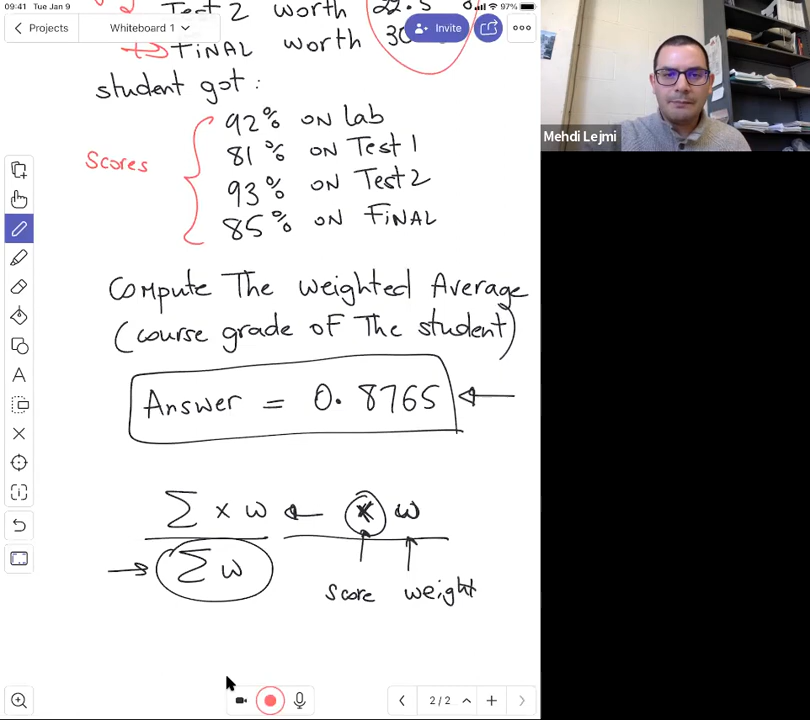 09:41 Tue Jan 9
97%
Projects
Whiteboard 1
Invite
Test 2 worth 22.5
FiNAL worth 30
student got :
Scores
92% ON Lab
81% ON Test 1
93% ON Test 2
85% ON FiNAL
Compute The weighted Average
(course grade of The student)
Answer = 0.8765
Σ x w ← x w
→ Σ w
score weight
2/2
Mehdi Lejmi